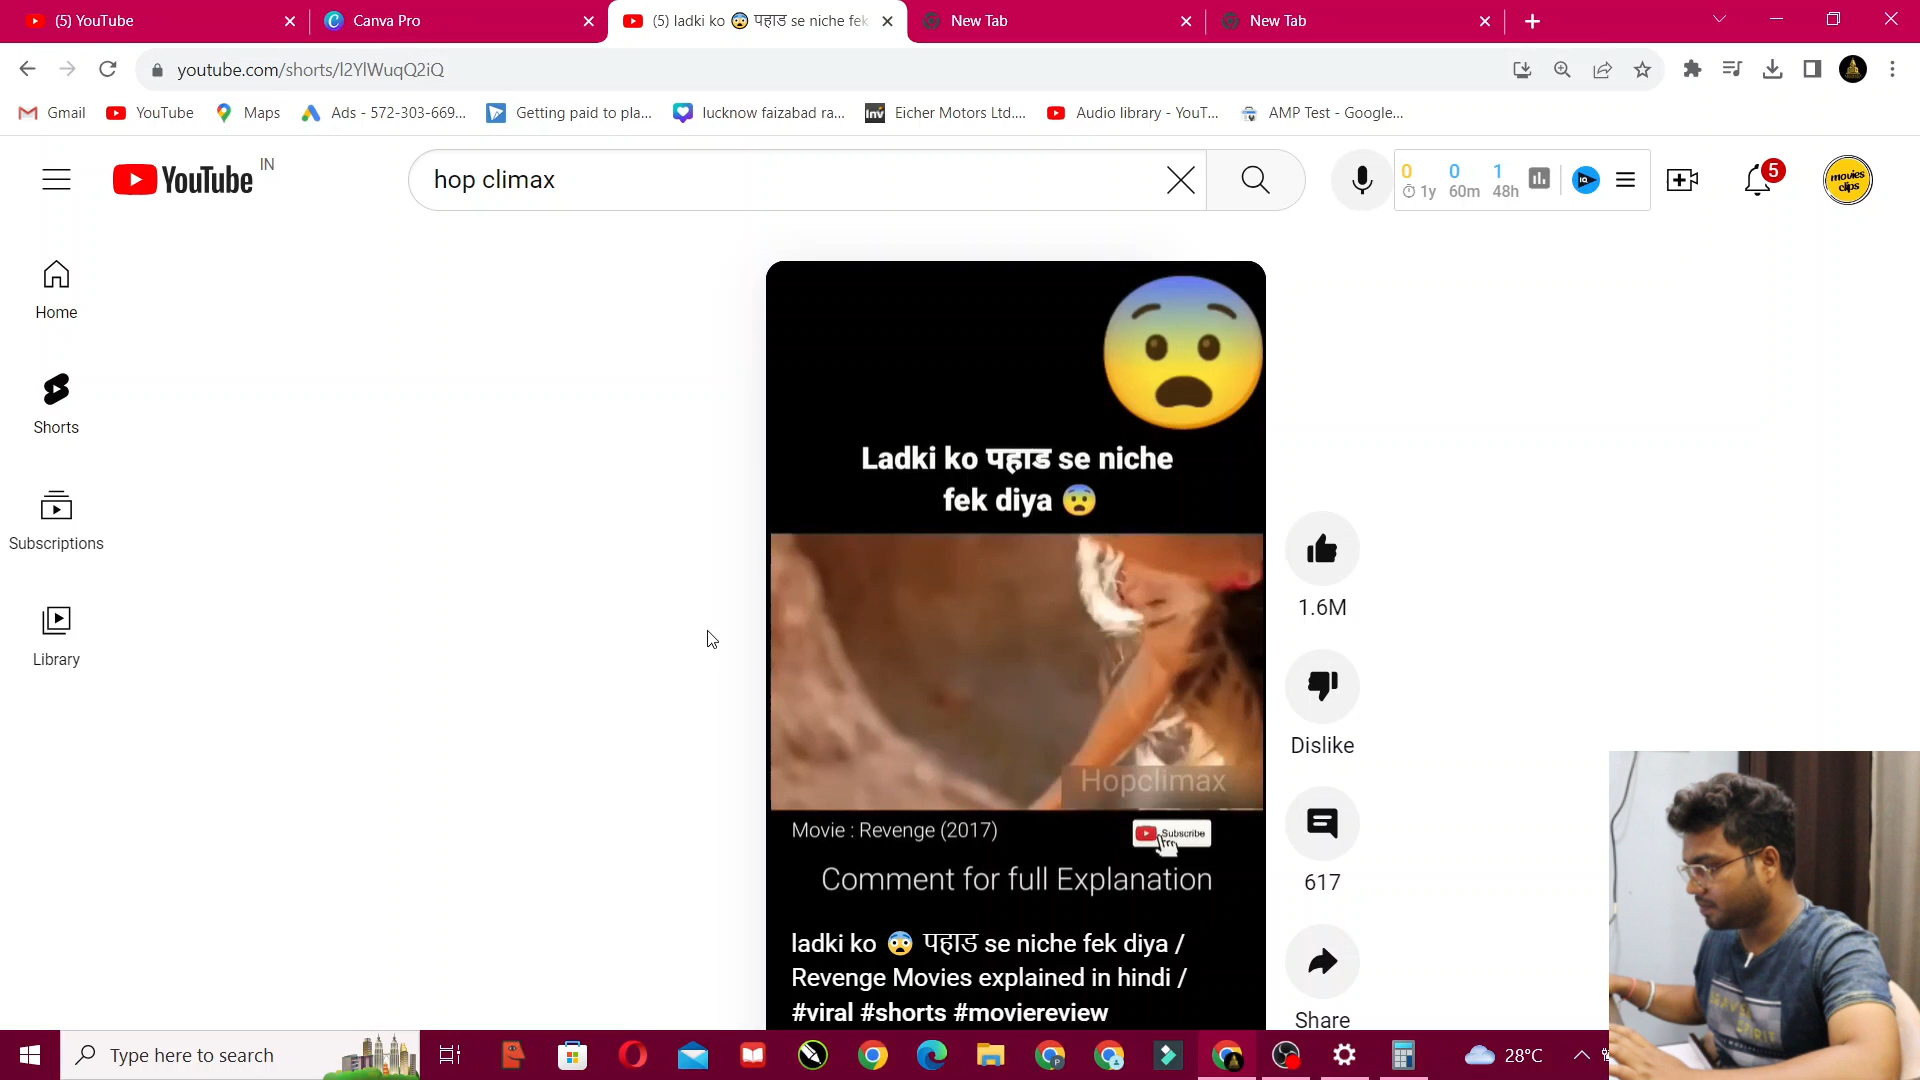 (5) YouTube
Canva Pro
(5) ladki ko 😨 पहाड se niche fek
New Tab
New Tab
youtube.com/shorts/l2YlWuqQ2iQ
Gmail
YouTube
Maps
Ads - 572-303-669...
Getting paid to pla...
lucknow faizabad ra...
Eicher Motors Ltd....
Audio library - YouT...
AMP Test - Google...
YouTube IN
hop climax
0 0 1
1y 60m 48h
5
movies
clips
Home
Shorts
Subscriptions
Library
Ladki ko पहाड se niche
fek diya 😨
Hopclimax
Movie : Revenge (2017)
Subscribe
Comment for full Explanation
ladki ko 😨 पहाड se niche fek diya /
Revenge Movies explained in hindi /
#viral #shorts #moviereview
1.6M
Dislike
617
Share
Type here to search
28°C